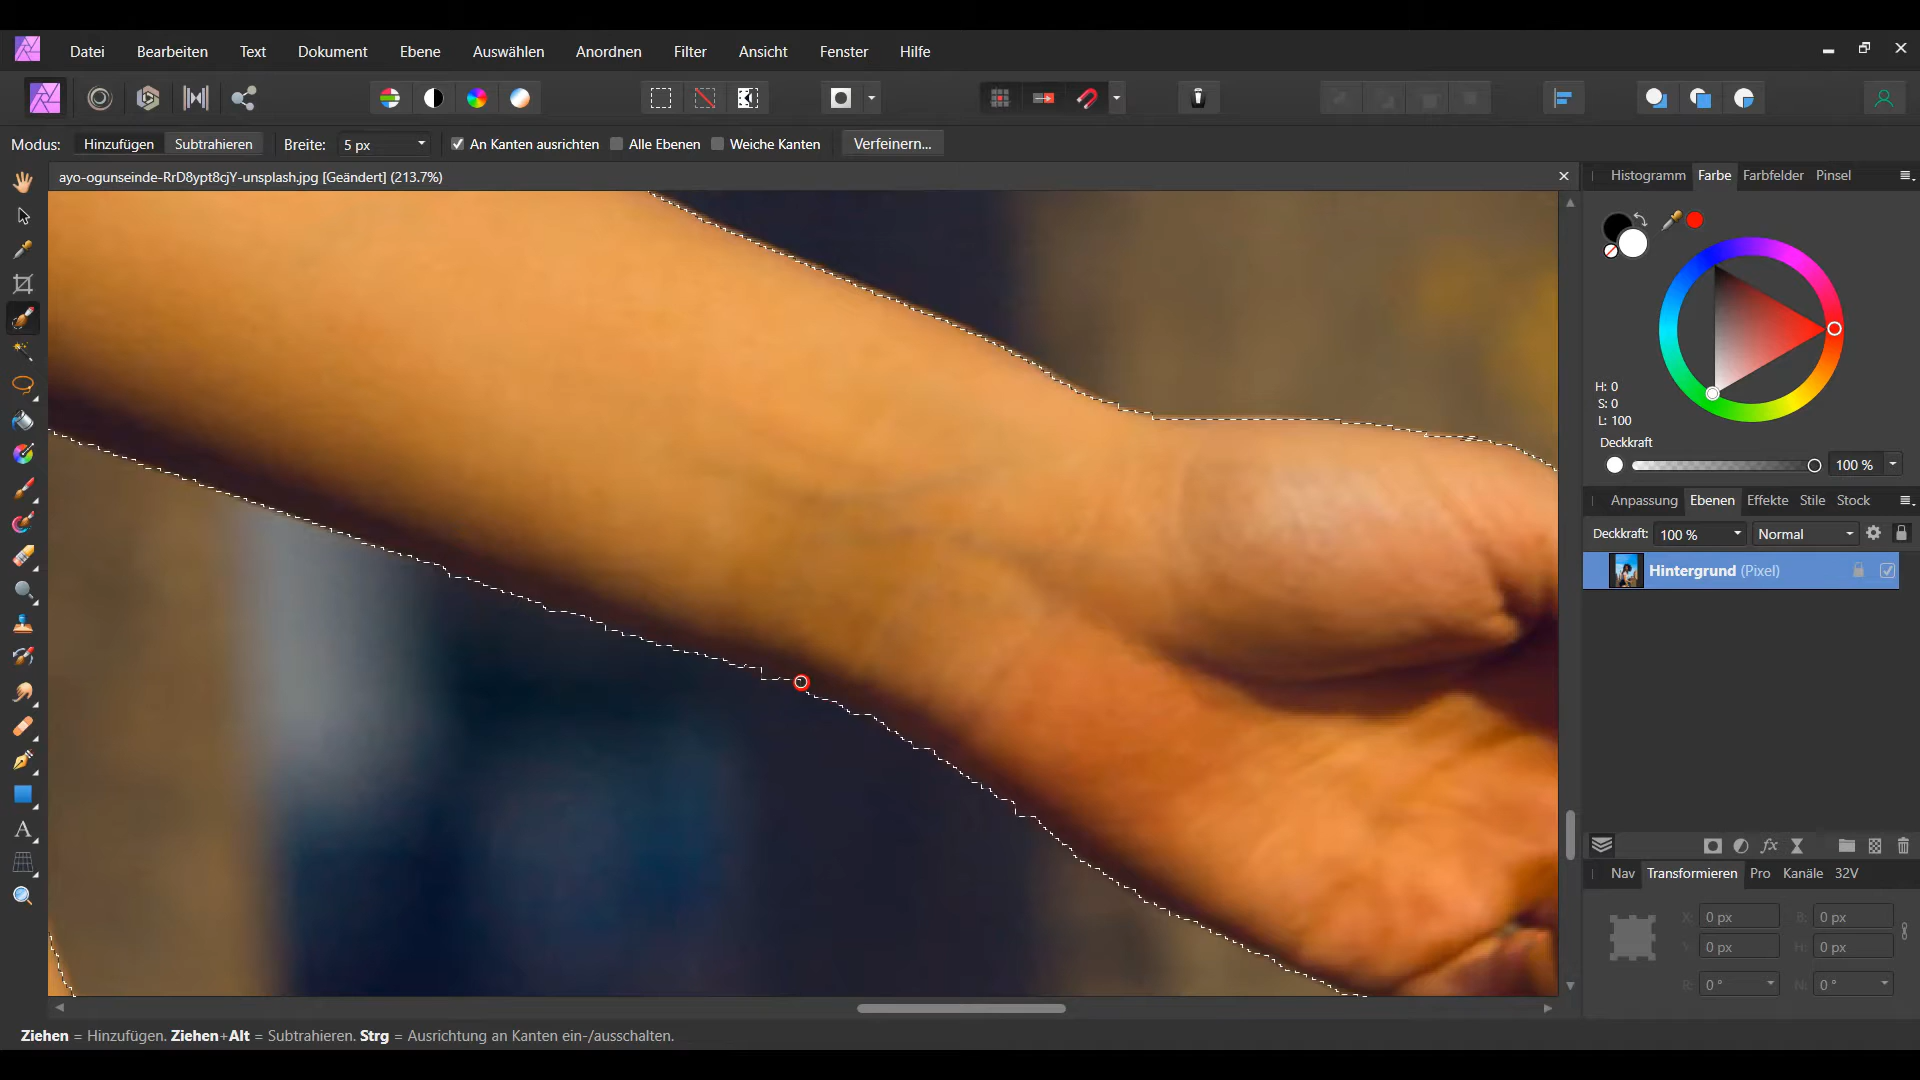 Datei Bearbeiten Text Dokument Ebene Auswählen Anordnen Filter Ansicht Fenster Hilfe
Modus: Hinzufügen Subtrahieren Breite: 5 px An Kanten ausrichten Alle Ebenen Weiche Kanten Verfeinern...
ayo-ogunseinde-RrD8ypt8cjY-unsplash.jpg [Geändert] (213.7%)
Histogramm Farbe Farbfelder Pinsel
H: 0
S: 0
L: 100
Deckkraft
100 %
Anpassung Ebenen Effekte Stile Stock
Deckkraft: 100 % Normal
Hintergrund (Pixel)
Nav Transformieren Pro Kanäle 32V
X: 0 px B: 0 px
Y: 0 px H: 0 px
R: 0 ° N: 0 °
Ziehen = Hinzufügen. Ziehen+Alt = Subtrahieren. Strg = Ausrichtung an Kanten ein-/ausschalten.